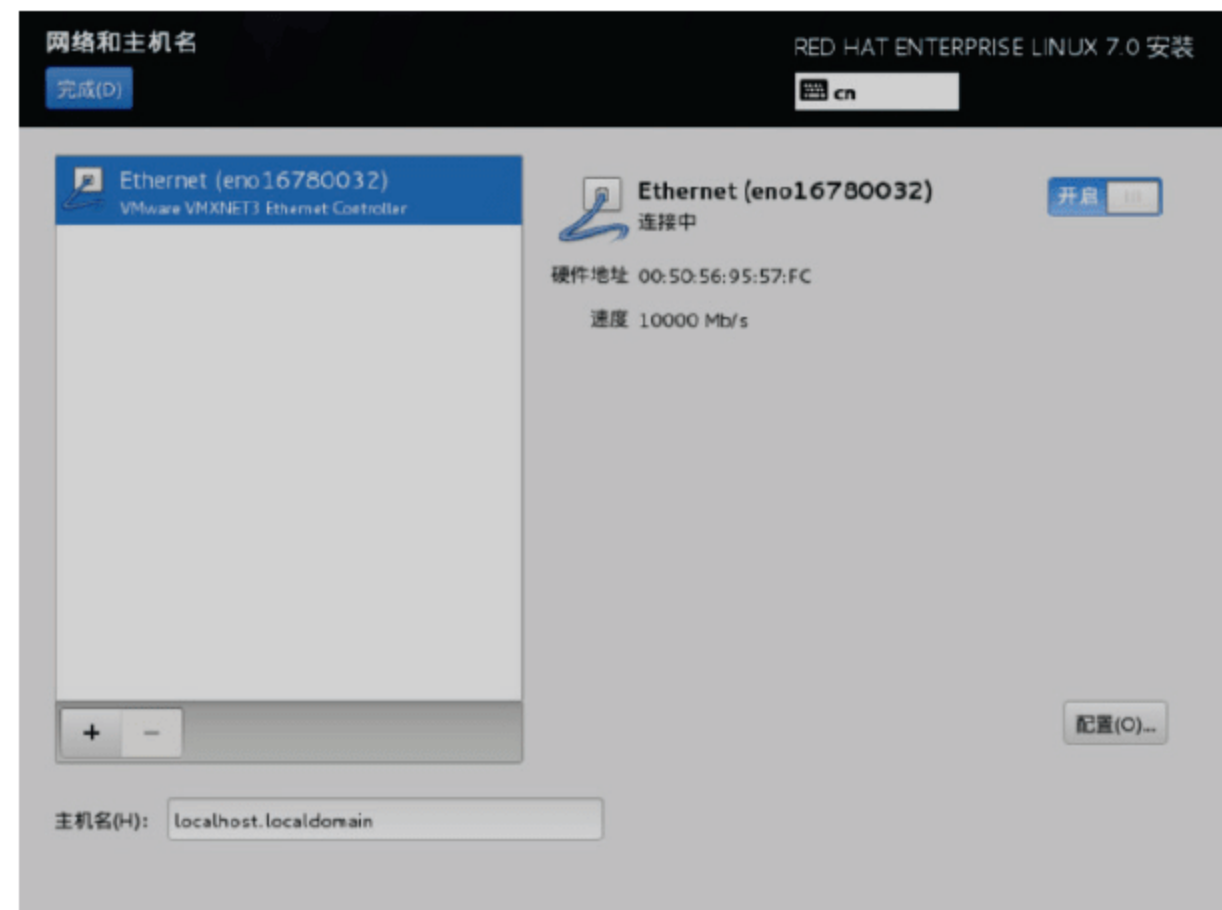 网络和主机名
RED HAT ENTERPRISE LINUX 7.0 安装
完成(D)
cn
Ethernet (eno16780032)
VMware VMXNET3 Ethernet Controller
Ethernet (eno16780032)
连接中
开启
硬件地址 00:50:56:95:57:FC
速度 10000 Mb/s
+ −
配置(O)...
主机名(H): localhost.localdomain